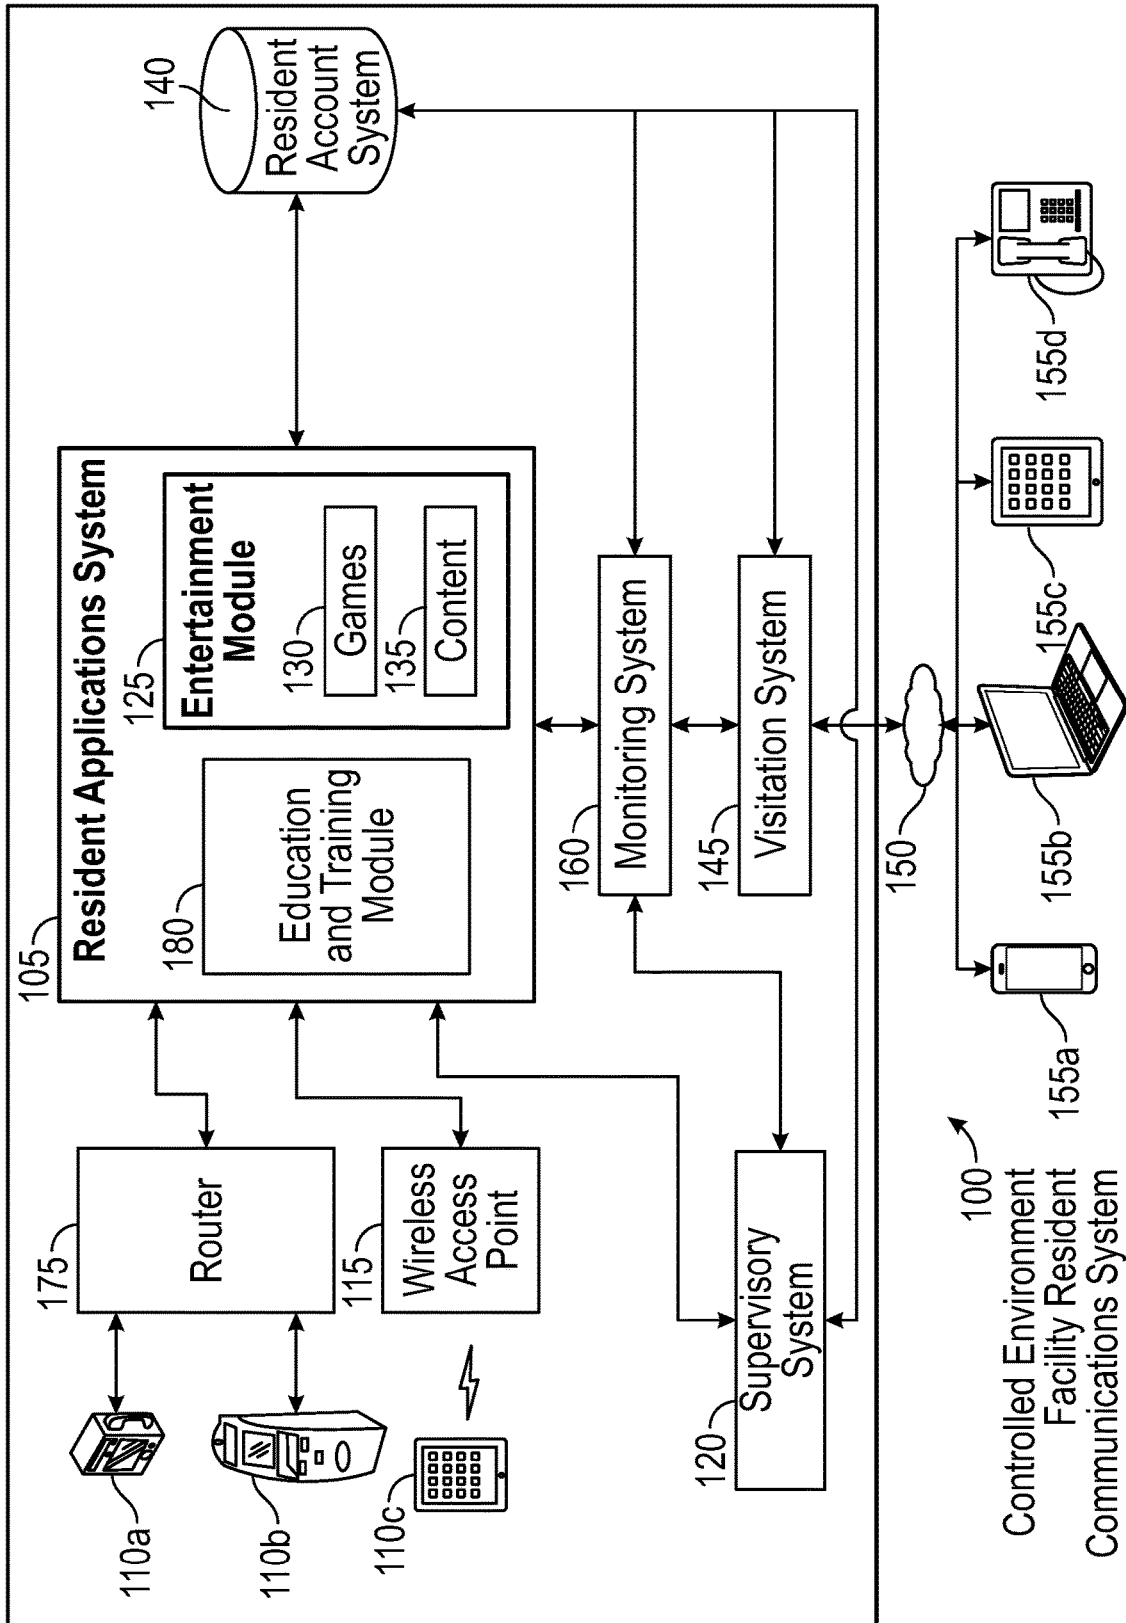 105
Resident Applications System
125
Entertainment
Module
130
Games
135
Content
180
Education
and Training
Module
140
Resident
Account
System
175
Router
115
Wireless
Access
Point
110a
110b
110c
160
Monitoring System
145
Visitation System
120
Supervisory
System
150
155a
155b
155c
155d
100
Controlled Environment
Facility Resident
Communications System